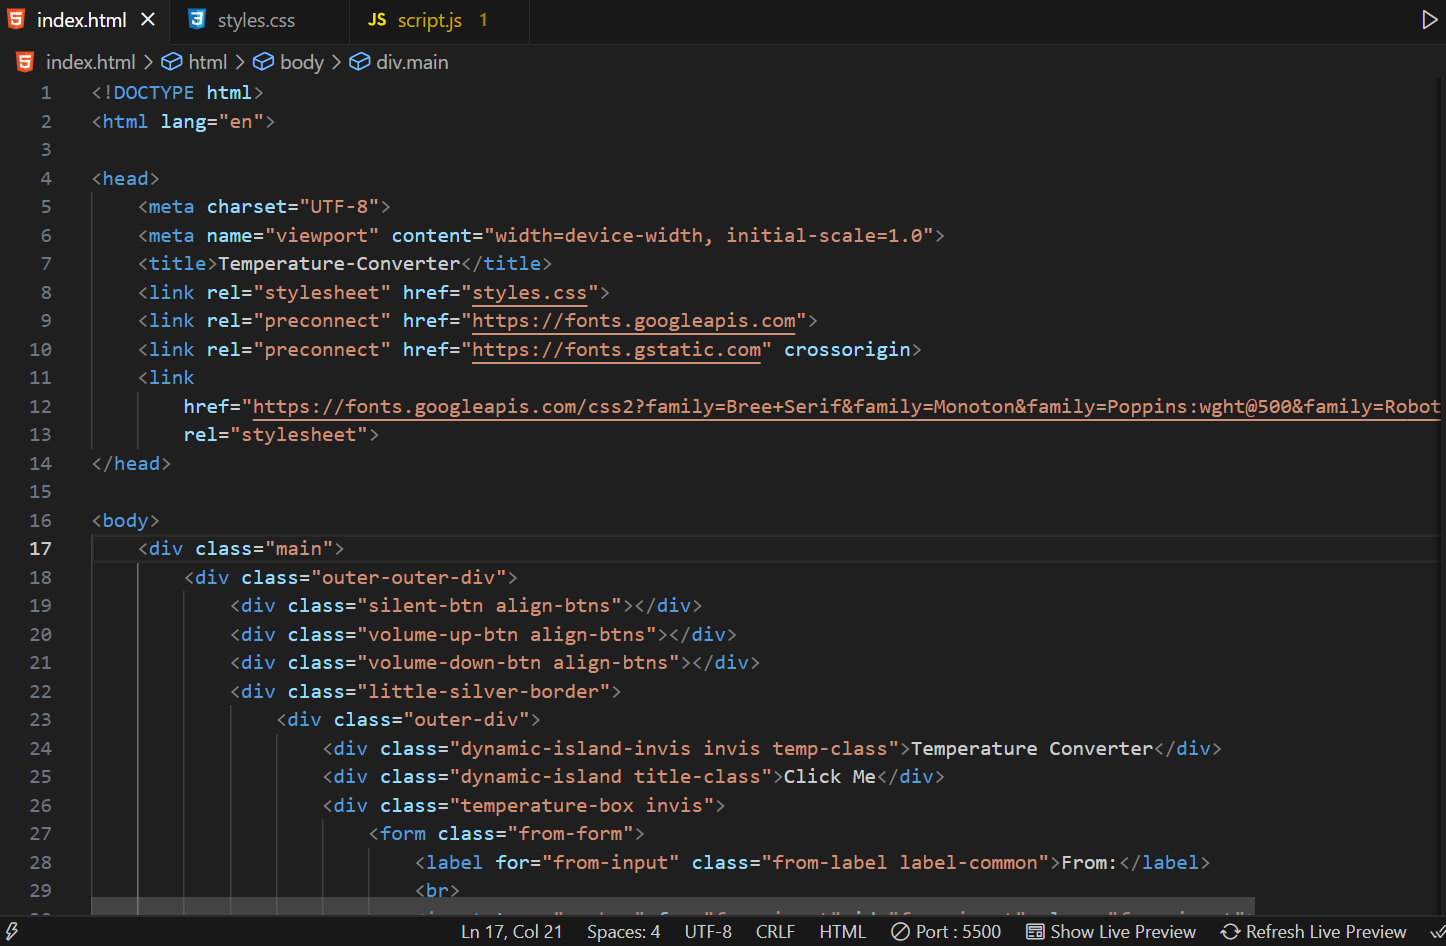 index.html × styles.css JS script.js 1
index.html > html > body > div.main
1 <!DOCTYPE html>
2 <html lang="en">
3
4 <head>
5 <meta charset="UTF-8">
6 <meta name="viewport" content="width=device-width, initial-scale=1.0">
7 <title>Temperature-Converter</title>
8 <link rel="stylesheet" href="styles.css">
9 <link rel="preconnect" href="https://fonts.googleapis.com">
10 <link rel="preconnect" href="https://fonts.gstatic.com" crossorigin>
11 <link
12 href="https://fonts.googleapis.com/css2?family=Bree+Serif&family=Monoton&family=Poppins:wght@500&family=Robot
13 rel="stylesheet">
14 </head>
15
16 <body>
17 <div class="main">
18 <div class="outer-outer-div">
19 <div class="silent-btn align-btns"></div>
20 <div class="volume-up-btn align-btns"></div>
21 <div class="volume-down-btn align-btns"></div>
22 <div class="little-silver-border">
23 <div class="outer-div">
24 <div class="dynamic-island-invis invis temp-class">Temperature Converter</div>
25 <div class="dynamic-island title-class">Click Me</div>
26 <div class="temperature-box invis">
27 <form class="from-form">
28 <label for="from-input" class="from-label label-common">From:</label>
29 <br>
Ln 17, Col 21 Spaces: 4 UTF-8 CRLF HTML Port : 5500 Show Live Preview Refresh Live Preview